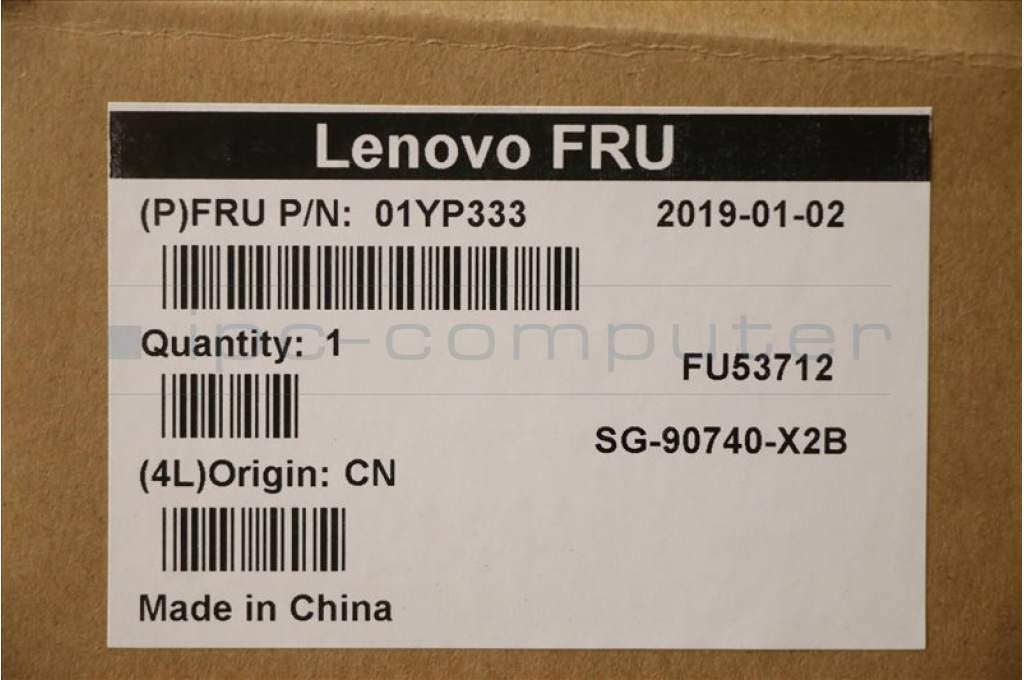 Lenovo FRU
(P)FRU P/N: 01YP333 2019-01-02
ipc-computer
Quantity: 1
FU53712
SG-90740-X2B
(4L)Origin: CN
Made in China